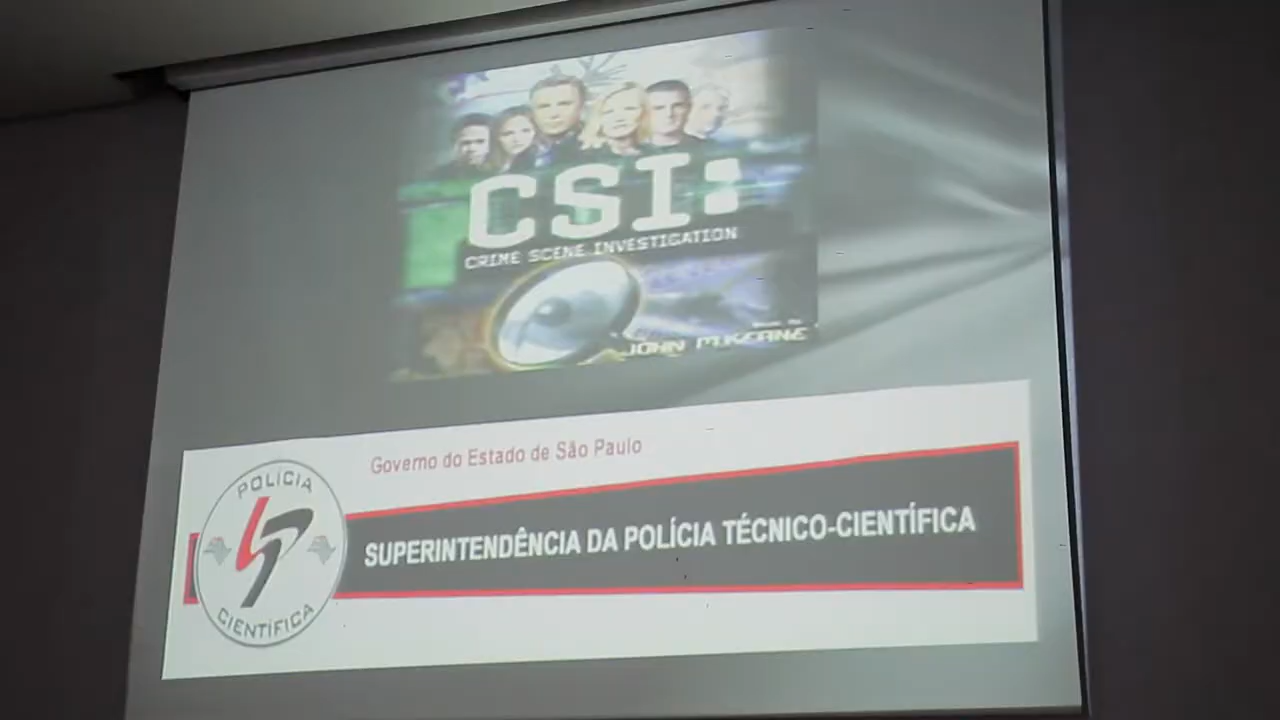 CSI:
CRIME SCENE INVESTIGATION
Governo do Estado de São Paulo
POLÍCIA
SUPERINTENDÊNCIA DA POLÍCIA TÉCNICO-CIENTÍFICA
CIENTÍFICA